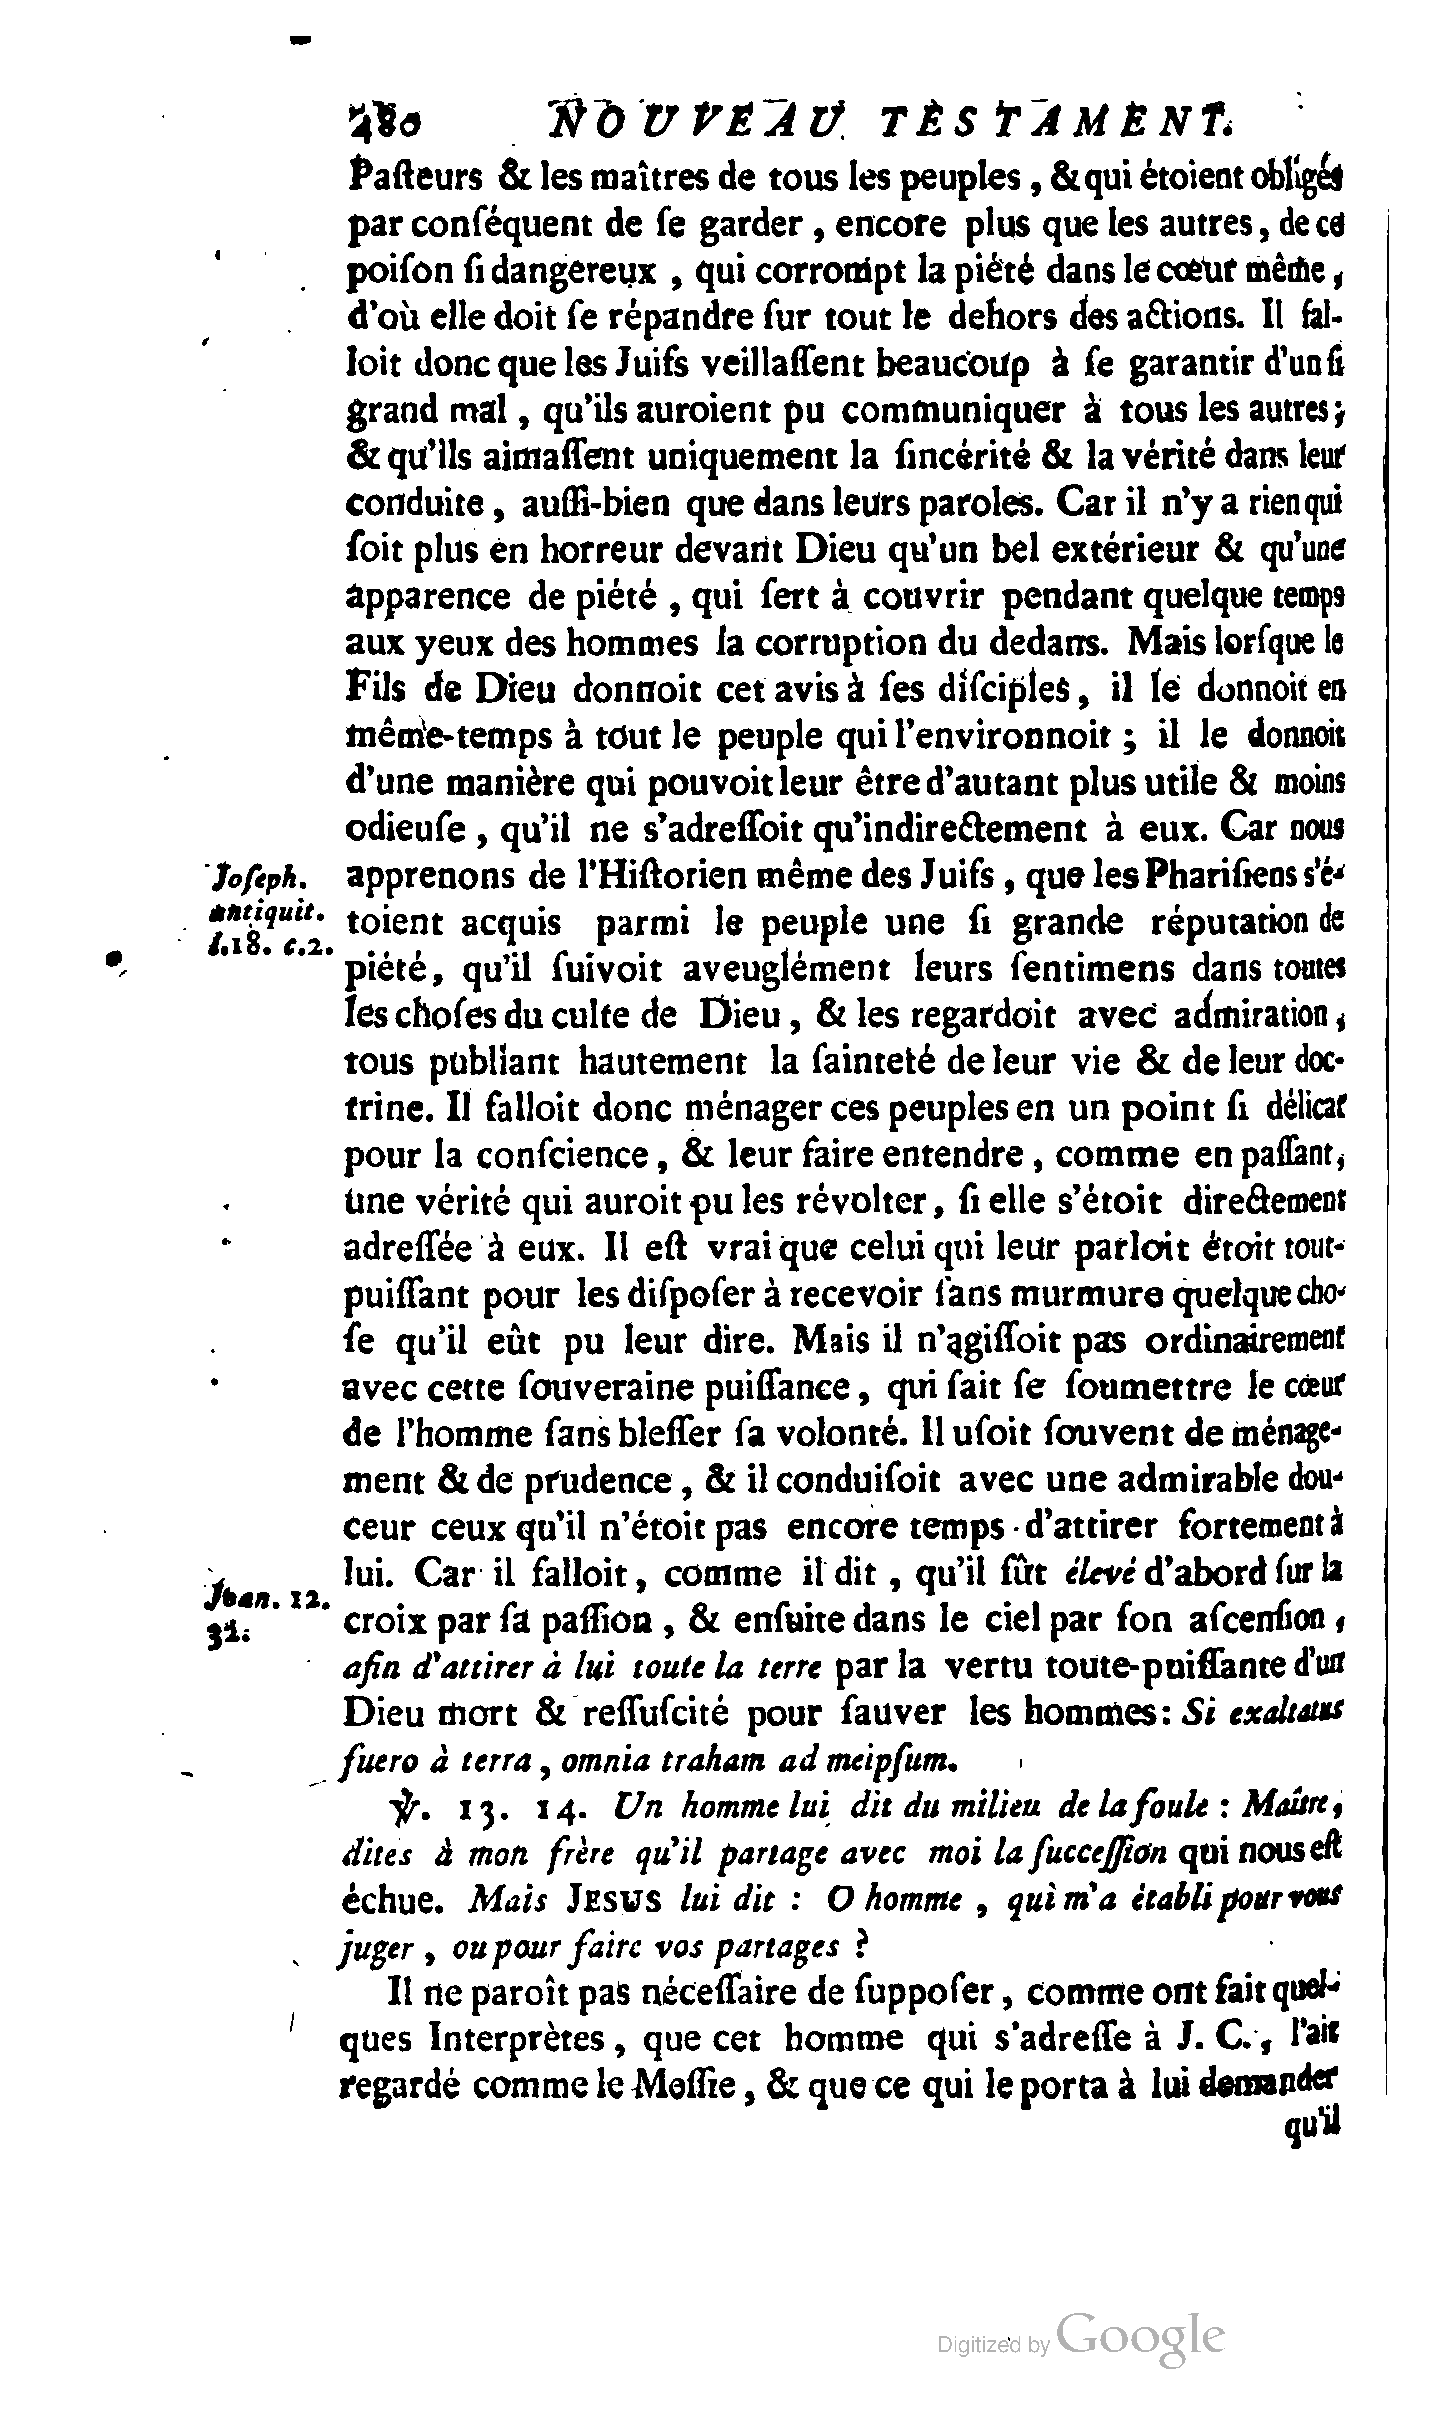 480 NOUVEAU TESTAMENT.
Paſteurs & les maîtres de tous les peuples, & qui étoient obligés
par conſéquent de ſe garder, encore plus que les autres, de ce
poiſon ſi dangereux, qui corrompt la piété dans le cœur même,
d'où elle doit ſe répandre ſur tout le dehors des actions. Il fal-
loit donc que les Juifs veillaſſent beaucoup à ſe garantir d'un ſi
grand mal, qu'ils auroient pu communiquer à tous les autres;
& qu'ils aimaſſent uniquement la ſincérité & la vérité dans leur
conduite, auſſi-bien que dans leurs paroles. Car il n'y a rien qui
ſoit plus en horreur devant Dieu qu'un bel extérieur & qu'une
apparence de piété, qui ſert à couvrir pendant quelque temps
aux yeux des hommes la corruption du dedans. Mais lorſque le
Fils de Dieu donnoit cet avis à ſes diſciples, il le donnoit en
même-temps à tout le peuple qui l'environnoit; il le donnoit
d'une manière qui pouvoit leur être d'autant plus utile & moins
odieuſe, qu'il ne s'adreſſoit qu'indirectement à eux. Car nous
Joſeph. apprenons de l'Hiſtorien même des Juifs, que les Phariſiens s'é-
antiquit. toient acquis parmi le peuple une ſi grande réputation de
l.18. c.2. piété, qu'il ſuivoit aveuglément leurs ſentimens dans toutes
les choſes du culte de Dieu, & les regardoit avec admiration,
tous publiant hautement la ſainteté de leur vie & de leur doc-
trine. Il falloit donc ménager ces peuples en un point ſi délicat
pour la conſcience, & leur faire entendre, comme en paſſant,
une vérité qui auroit pu les révolter, ſi elle s'étoit directement
adreſſée à eux. Il eſt vrai que celui qui leur parloit étoit tout-
puiſſant pour les diſpoſer à recevoir ſans murmure quelque cho-
ſe qu'il eût pu leur dire. Mais il n'agiſſoit pas ordinairement
avec cette ſouveraine puiſſance, qui fait ſe ſoumettre le cœur
de l'homme ſans bleſſer ſa volonté. Il uſoit ſouvent de ménage-
ment & de prudence, & il conduiſoit avec une admirable dou-
ceur ceux qu'il n'étoit pas encore temps d'attirer fortement à
lui. Car il falloit, comme il dit, qu'il fût élevé d'abord ſur la
Joan. 12. croix par ſa paſſion, & enſuite dans le ciel par ſon aſcenſion,
32. afin d'attirer à lui toute la terre par la vertu toute-puiſſante d'un
Dieu mort & reſſuſcité pour ſauver les hommes: Si exaltatus
fuero à terra, omnia traham ad meipſum.
℣. 13. 14. Un homme lui dit du milieu de la foule : Maître,
dites à mon frère qu'il partage avec moi la ſucceſſion qui nous eſt
échue. Mais JESUS lui dit : O homme, qui m'a établi pour vous
juger, ou pour faire vos partages ?
Il ne paroît pas néceſſaire de ſuppoſer, comme ont fait quel-
ques Interprètes, que cet homme qui s'adreſſe à J. C., l'ait
regardé comme le Meſſie, & que ce qui le porta à lui demander
qu'il
Digitized by Google